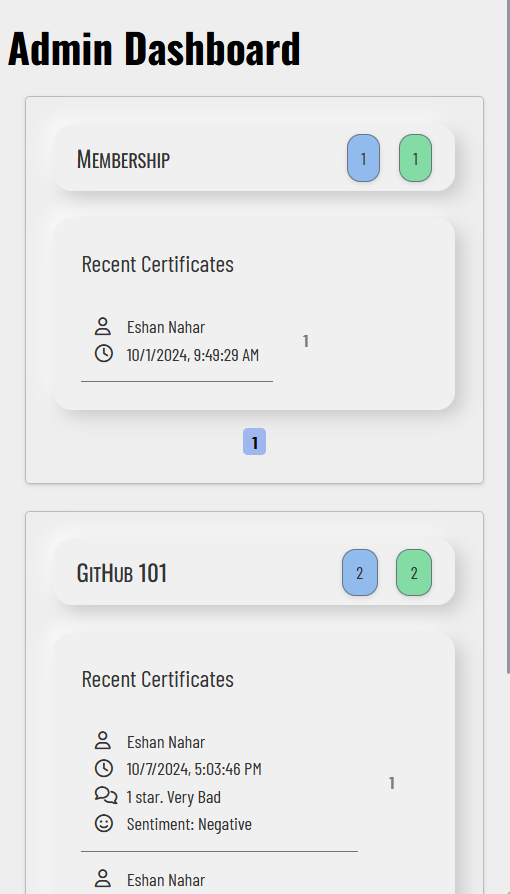 Admin Dashboard
Membership 1 1
Recent Certificates
Eshan Nahar
1
10/1/2024, 9:49:29 AM
1
GitHub 101 2 2
Recent Certificates
Eshan Nahar
10/7/2024, 5:03:46 PM
1
1 star. Very Bad
Sentiment: Negative
Eshan Nahar